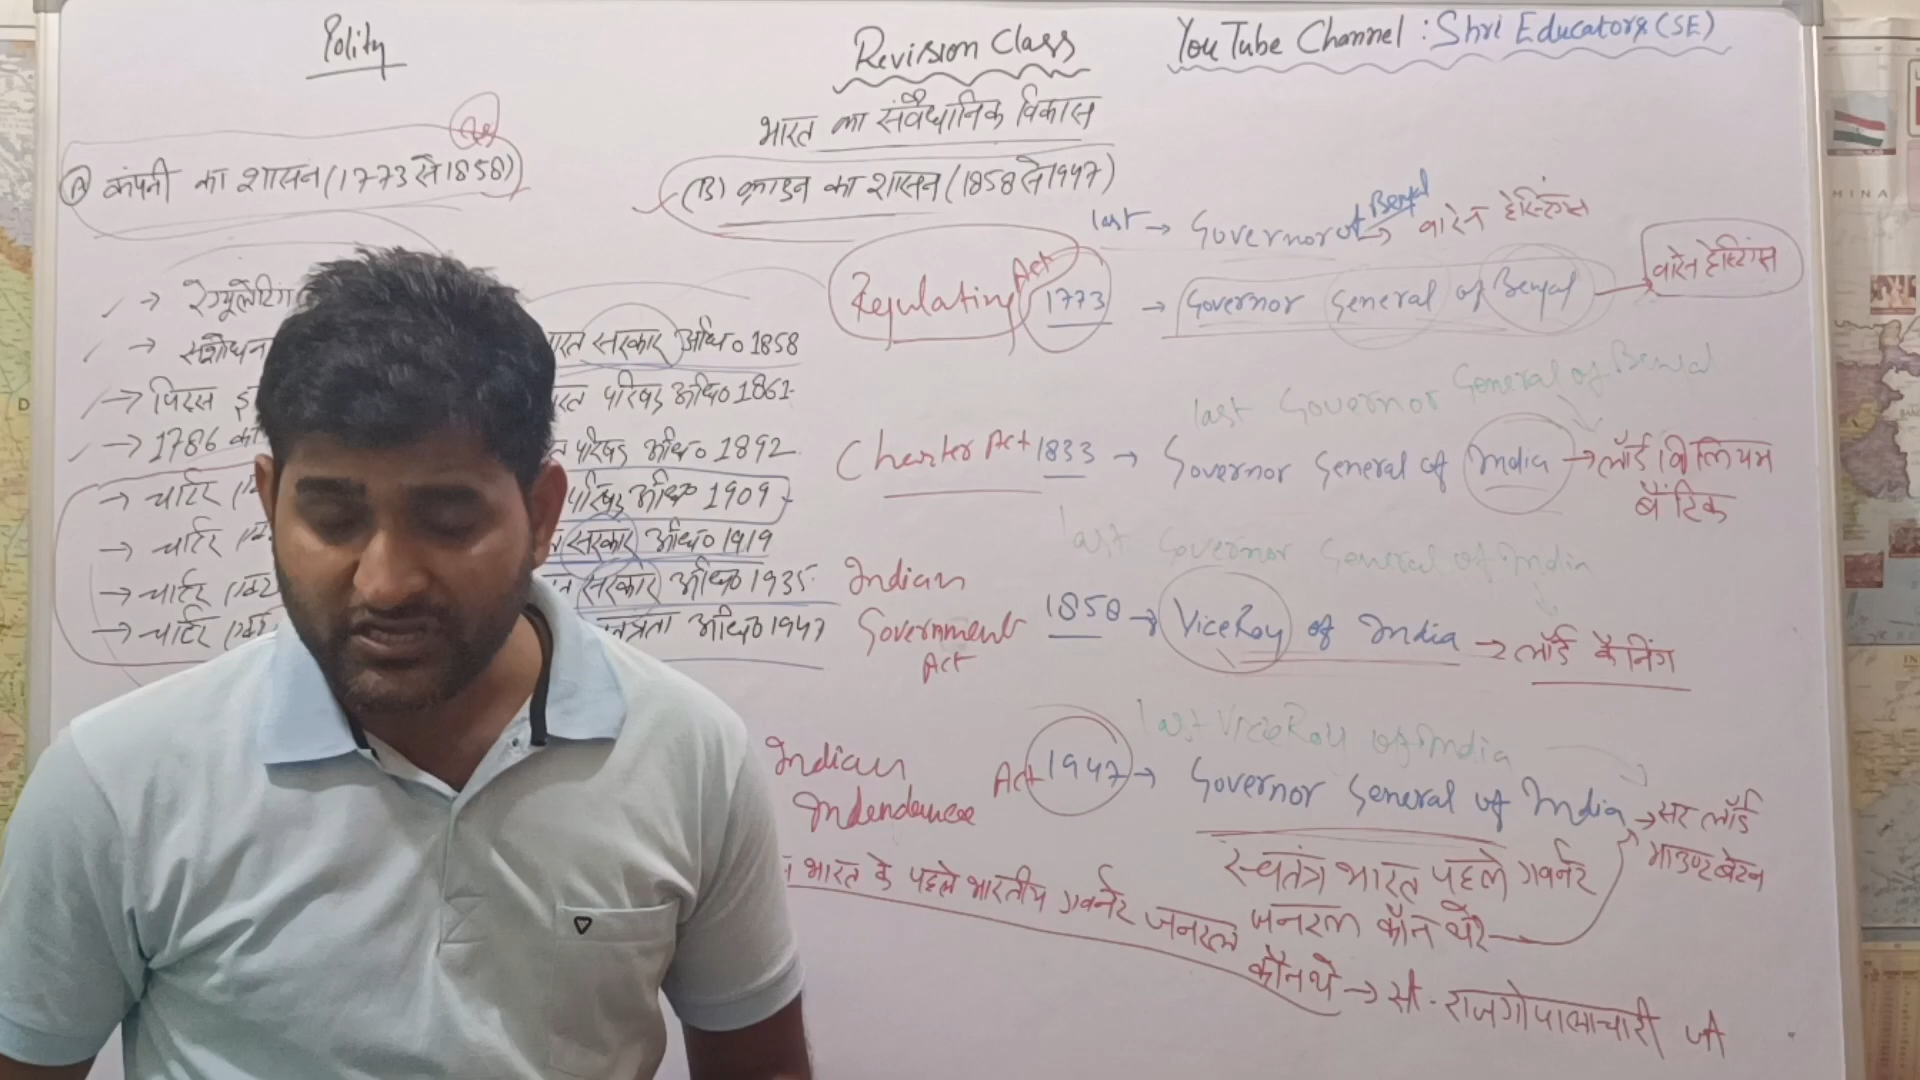 Polity
Revision Class
YouTube Channel : Shri Educators (SE)
भारत का संवैधानिक विकास
(A) कंपनी का शासन (1773 से 1858)
(B) क्राउन का शासन (1858 से 1947)
→ रेगुलेटिंग
→ संशोधन
→ पिट्स
→ 1786 का
→ चार्टर
→ चार्टर
→ चार्टर
→ चार्टर
सरकार अधि० 1858
परिषद अधि० 1861
परिषद अधि० 1892
परिषद अधि० 1909
सरकार अधि० 1919
सरकार अधि० 1935
अधि० 1947
last → Governor of Bengal → वारेन हेस्टिंग्स
Regulating Act 1773 → Governor General of Bengal → वारेन हेस्टिंग्स
last Governor General of Bengal
Charter Act 1833 → Governor General of India → लॉर्ड विलियम
बैंटिक
last Governor General of India
Indian
Government
Act
1858 → ViceRoy of India → लॉर्ड कैनिंग
last ViceRoy of India
Indian
Indendence
Act 1947 → Governor General of India → सर लॉर्ड
माउण्टबेटन
स्वतंत्र भारत पहले गवर्नर
जनरल कौन थे?
भारत के पहले भारतीय गवर्नर जनरल
कौन थे → सी. राजगोपालाचारी जी